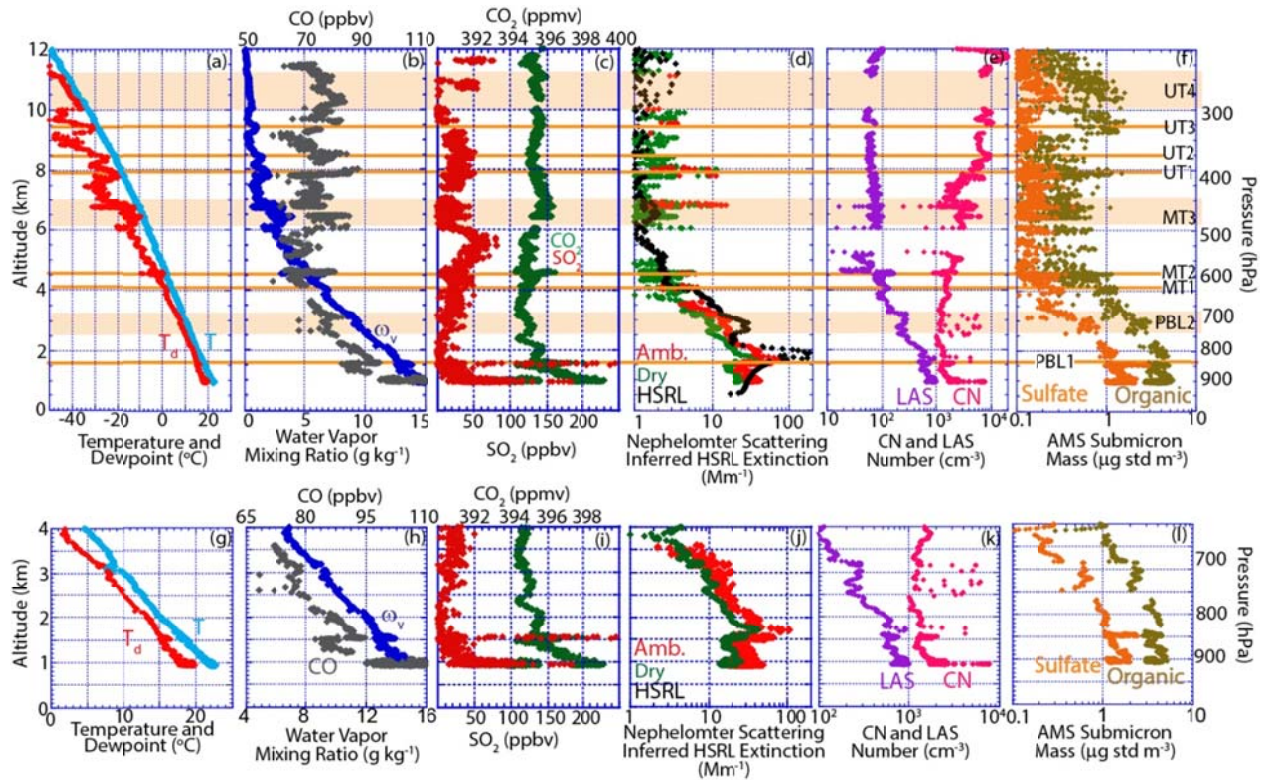 CO (ppbv) CO₂ (ppmv)
50 70 90 110 392 394 396 398 400
12 (a) (b) (c) (d) (e) (f)
UT4
10
300
UT3
UT2
8
UT1
400
Altitude (km)
Pressure (hPa)
MT3
6
500
CO₂
SO₂
MT2
600
4
MT1
700
PBL2
T_d T ω_v
2
800
Amb.
PBL1
Dry
900
HSRL LAS CN Sulfate Organic
0
-40 -20 0 20 0 5 10 15 0 50 100 150 200 1 10 100 10² 10³ 10⁴ 1 10
Temperature and Dewpoint (°C)
Water Vapor Mixing Ratio (g kg⁻¹)
SO₂ (ppbv)
Nephelomter Scattering
Inferred HSRL Extinction
(Mm⁻¹)
CN and LAS Number (cm⁻³)
AMS Submicron Mass (μg std m⁻³)
CO (ppbv) CO₂ (ppmv)
65 80 95 110 392 394 396 398
4 (g) (h) (i) (j) (k) (l)
700
3
Altitude (km)
Pressure (hPa)
2
800
T_d T ω_v
Amb.
1
900
CO Dry LAS CN Sulfate Organic
HSRL
0
0 10 20 4 8 12 16 50 100 150 200 1 10 100 10² 10³ 10⁴ 0.1 1 10
Temperature and Dewpoint (°C)
Water Vapor Mixing Ratio (g kg⁻¹)
SO₂ (ppbv)
Nephelomter Scattering
Inferred HSRL Extinction
(Mm⁻¹)
CN and LAS Number (cm⁻³)
AMS Submicron Mass (μg std m⁻³)